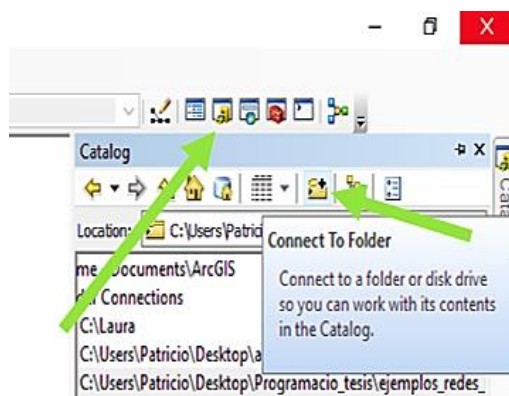 X
Catalog
Location: C:\Users\Patric
Connect To Folder
Connect to a folder or disk drive
so you can work with its contents
in the Catalog.
me - Documents\ArcGIS
Connections
C:\Laura
C:\Users\Patricio\Desktop\a
C:\Users\Patricio\Desktop\Programacio_tesis\ejemplos_redes_
Cata